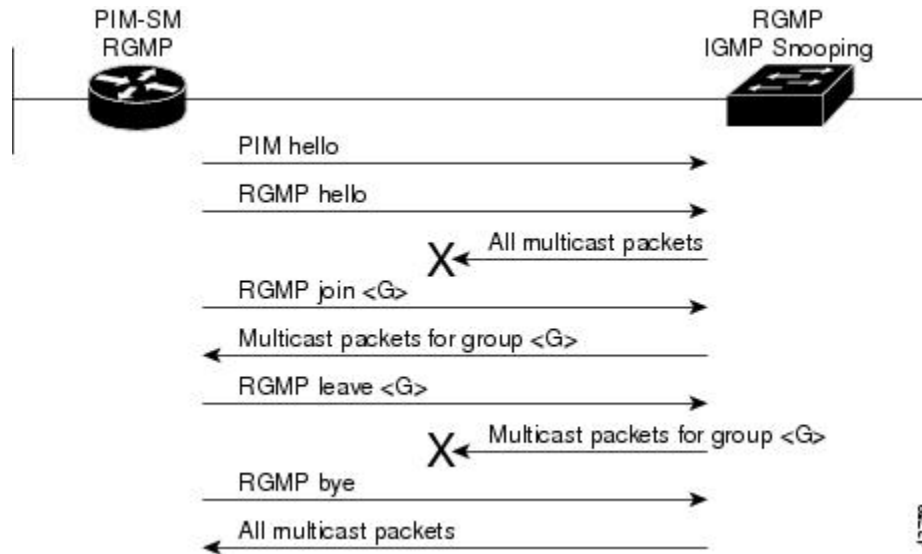 PIM-SM
RGMP
RGMP
IGMP Snooping
PIM hello
RGMP hello
All multicast packets
X
RGMP join <G>
Multicast packets for group <G>
RGMP leave <G>
Multicast packets for group <G>
X
RGMP bye
All multicast packets